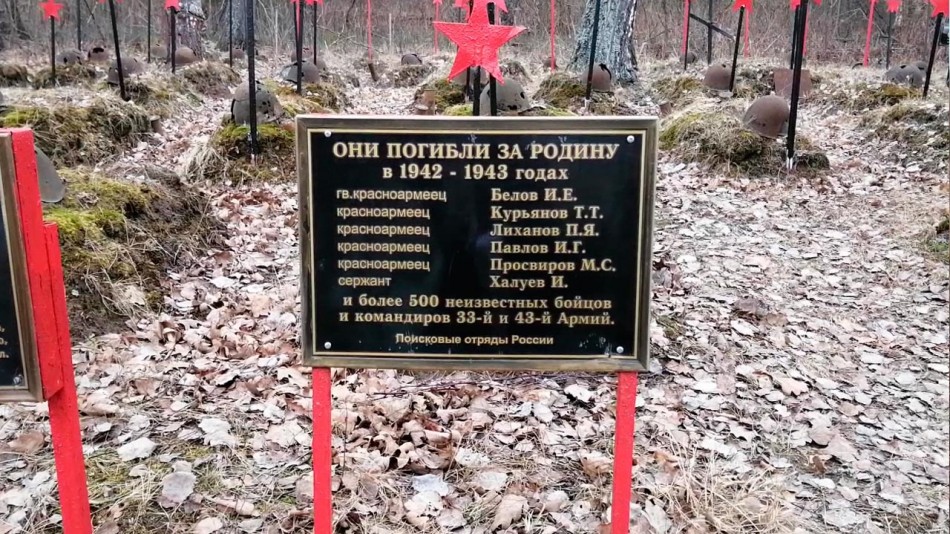 ОНИ ПОГИБЛИ ЗА РОДИНУ
в 1942 - 1943 годах
гв.красноармеец Белов И.Е.
красноармеец Курьянов Т.Т.
красноармеец Лиханов П.Я.
красноармеец Павлов И.Г.
красноармеец Просвиров М.С.
сержант Халуев И.
и более 500 неизвестных бойцов
и командиров 33-й и 43-й Армий.
Поисковые отряды России